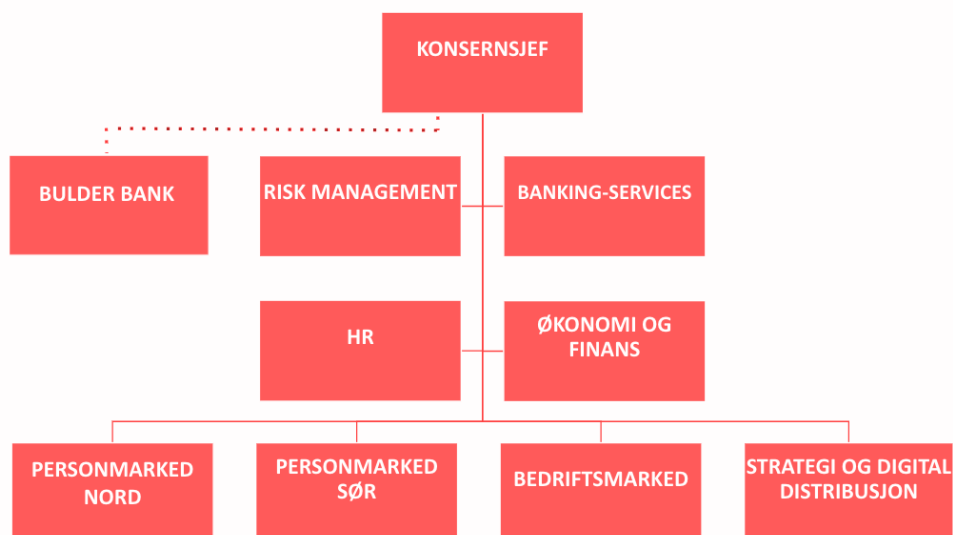 KONSERNSJEF
BULDER BANK
RISK MANAGEMENT
BANKING-SERVICES
HR
ØKONOMI OG
FINANS
PERSONMARKED
NORD
PERSONMARKED
SØR
BEDRIFTSMARKED
STRATEGI OG DIGITAL
DISTRIBUSJON